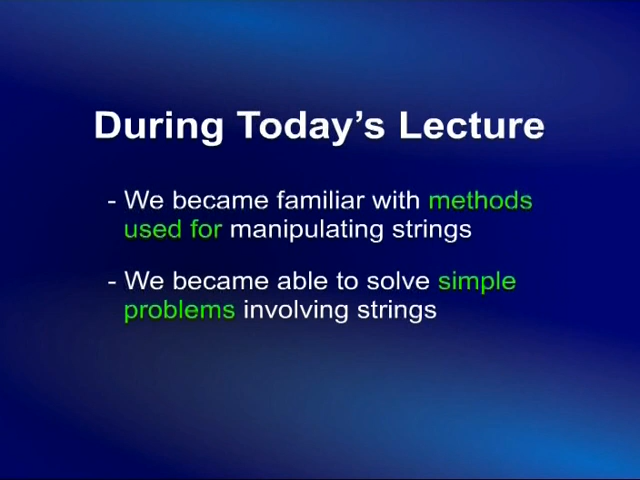 During Today’s Lecture
- We became familiar with methods
used for manipulating strings
- We became able to solve simple
problems involving strings